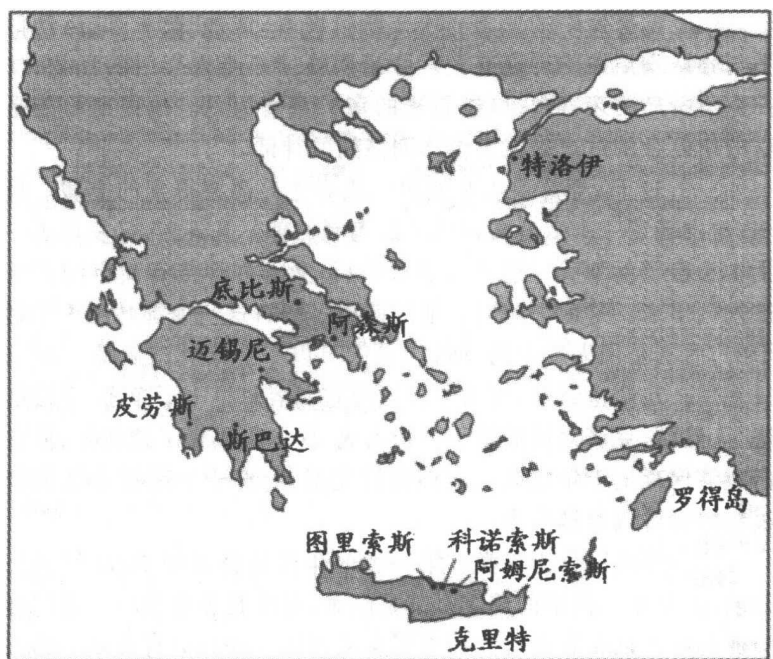 特洛伊
底比斯
阿森斯
迈锡尼
皮劳斯
斯巴达
罗得岛
图里索斯 科诺索斯
阿姆尼索斯
克里特